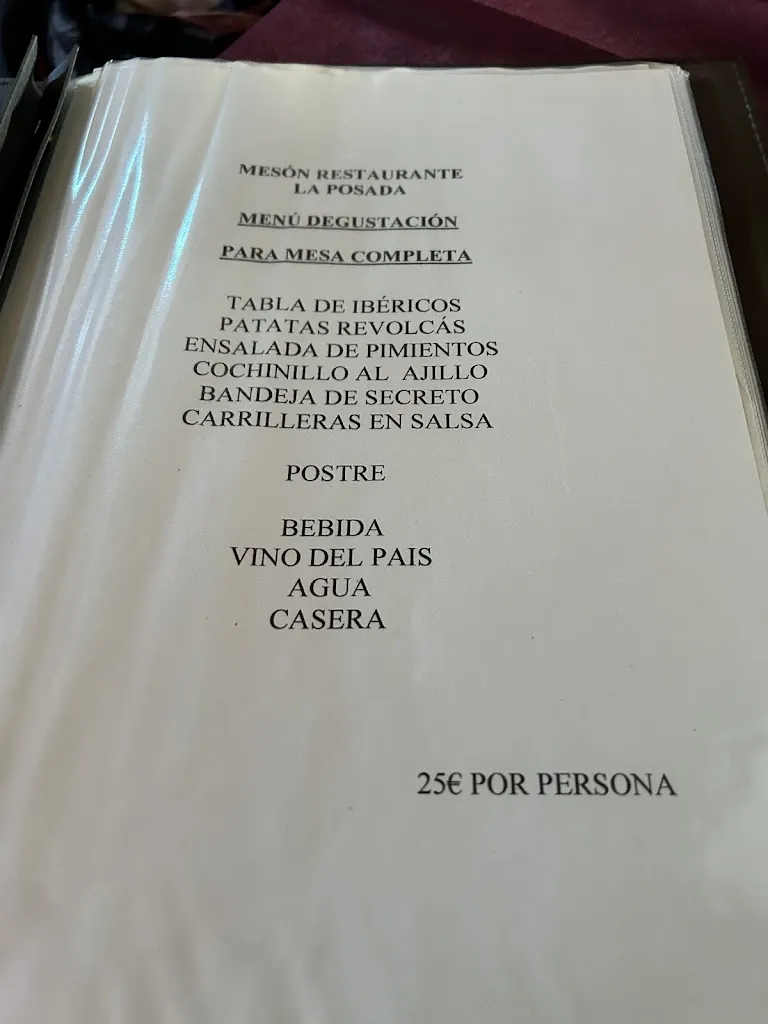 MESÓN RESTAURANTE
LA POSADA
MENÚ DEGUSTACIÓN
PARA MESA COMPLETA
TABLA DE IBÉRICOS
PATATAS REVOLCÁS
ENSALADA DE PIMIENTOS
COCHINILLO AL AJILLO
BANDEJA DE SECRETO
CARRILLERAS EN SALSA
POSTRE
BEBIDA
VINO DEL PAIS
AGUA
CASERA
25€ POR PERSONA